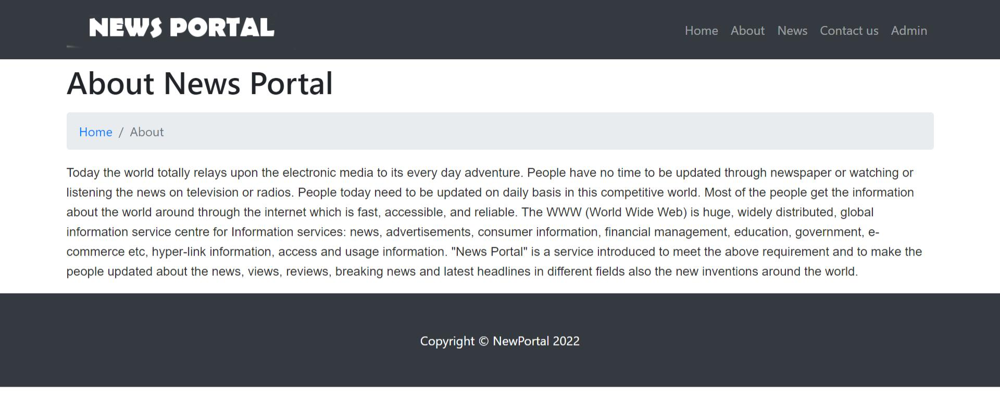 NEWS PORTAL
Home About News Contact us Admin
About News Portal
Home / About
Today the world totally relays upon the electronic media to its every day adventure. People have no time to be updated through newspaper or watching or
listening the news on television or radios. People today need to be updated on daily basis in this competitive world. Most of the people get the information
about the world around through the internet which is fast, accessible, and reliable. The WWW (World Wide Web) is huge, widely distributed, global
information service centre for Information services: news, advertisements, consumer information, financial management, education, government, e-
commerce etc, hyper-link information, access and usage information. "News Portal" is a service introduced to meet the above requirement and to make the
people updated about the news, views, reviews, breaking news and latest headlines in different fields also the new inventions around the world.
Copyright © NewPortal 2022